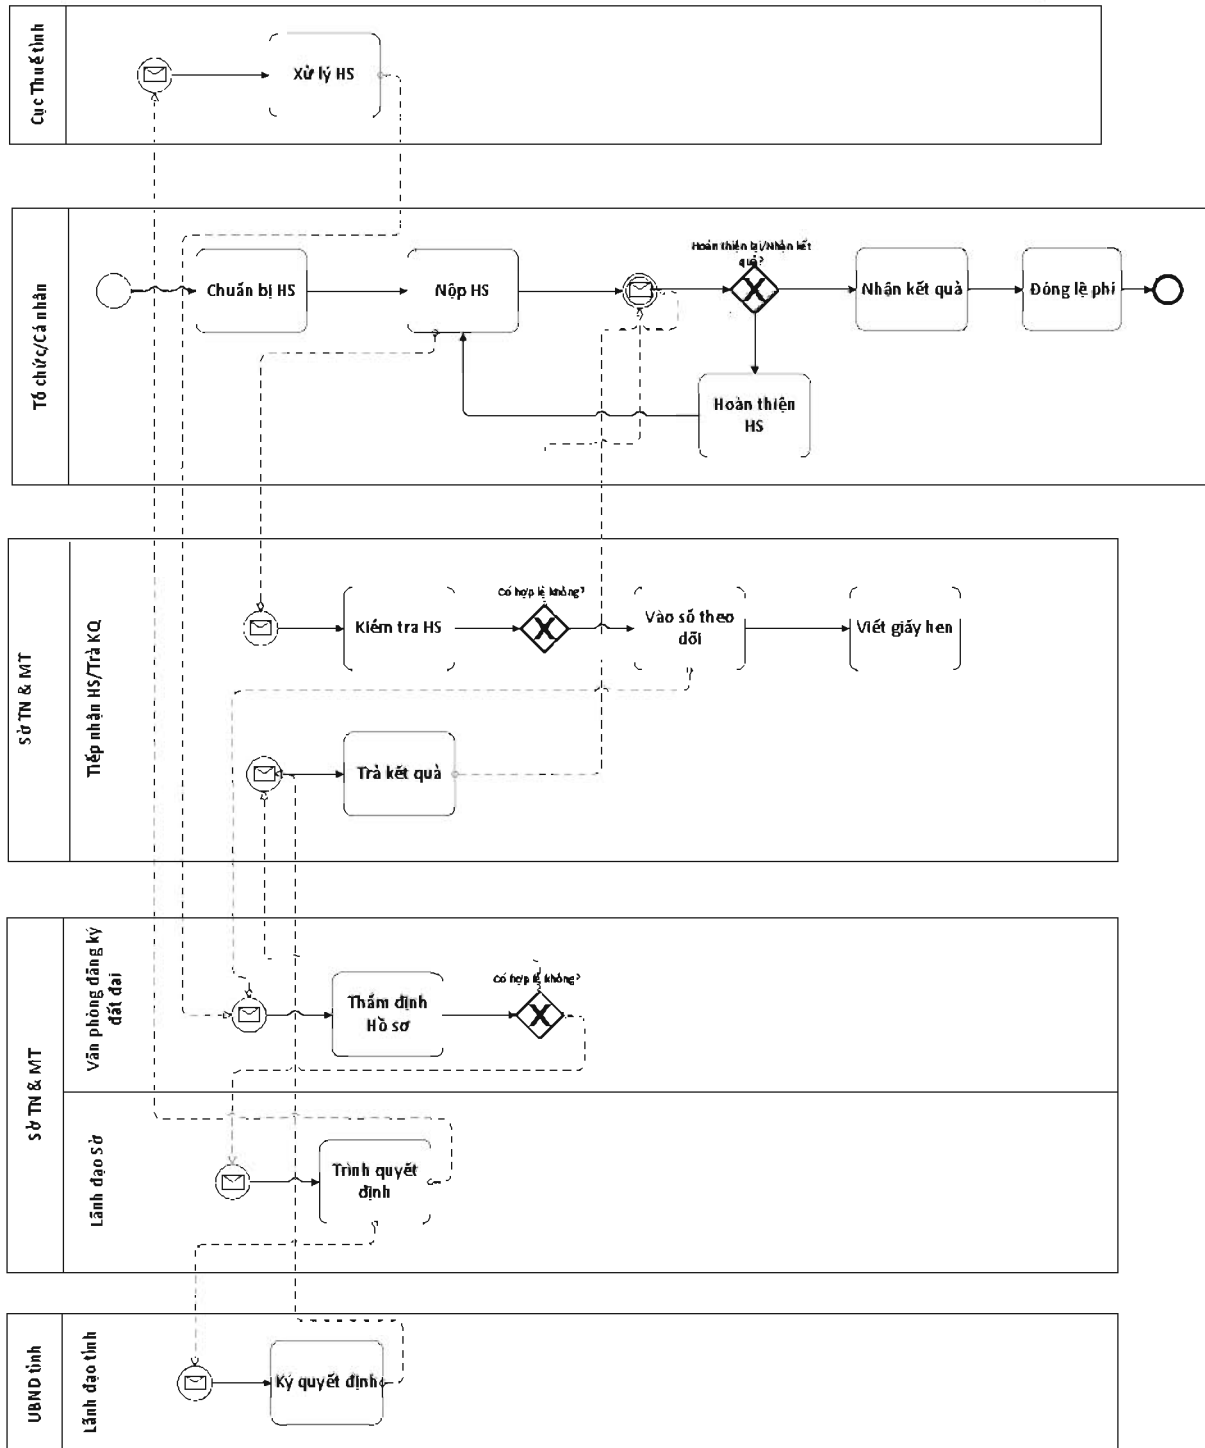 Cục Thuế tỉnh
Xử lý HS
Tổ chức/Cá nhân
Chuẩn bị HS
Nộp HS
Hoàn thiện lại/Nhận kết
quả?
Nhận kết quả
Đóng lệ phí
Hoàn thiện
HS
Sở TN & MT
Tiếp nhận HS/Trả KQ
Kiểm tra HS
Có hợp lệ không?
Vào sổ theo
dõi
Viết giấy hẹn
Trả kết quả
Sở TN & MT
Văn phòng đăng ký
đất đai
Thẩm định
Hồ sơ
Có hợp lệ không?
Lãnh đạo Sở
Trình quyết
định
UBND tỉnh
Lãnh đạo tỉnh
Ký quyết định